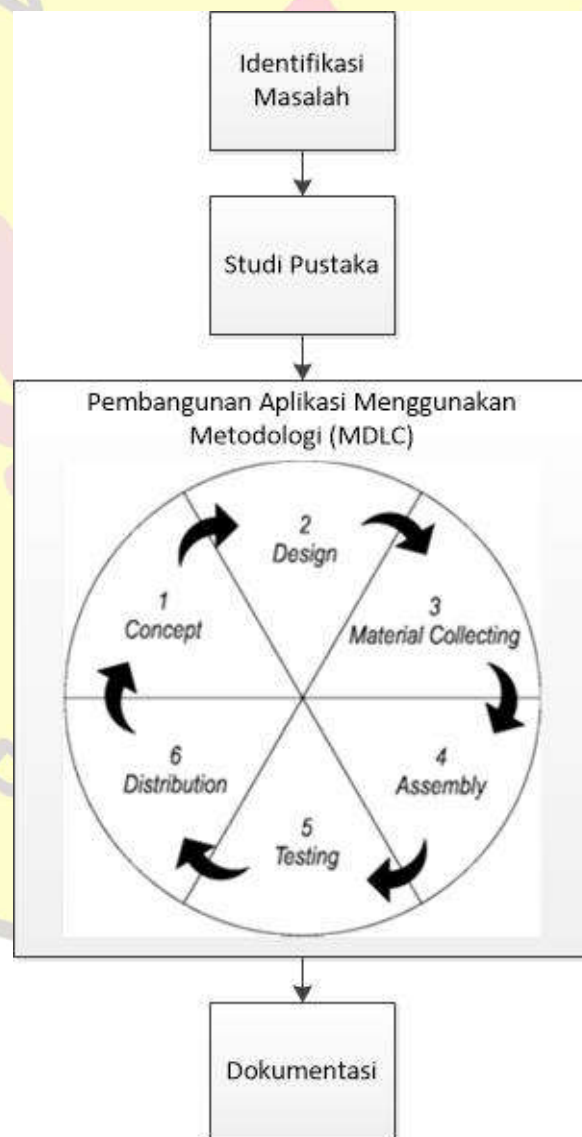 Identifikasi
Masalah
Studi Pustaka
Pembangunan Aplikasi Menggunakan
Metodologi (MDLC)
1
Concept
2
Design
3
Material Collecting
4
Assembly
5
Testing
6
Distribution
Dokumentasi